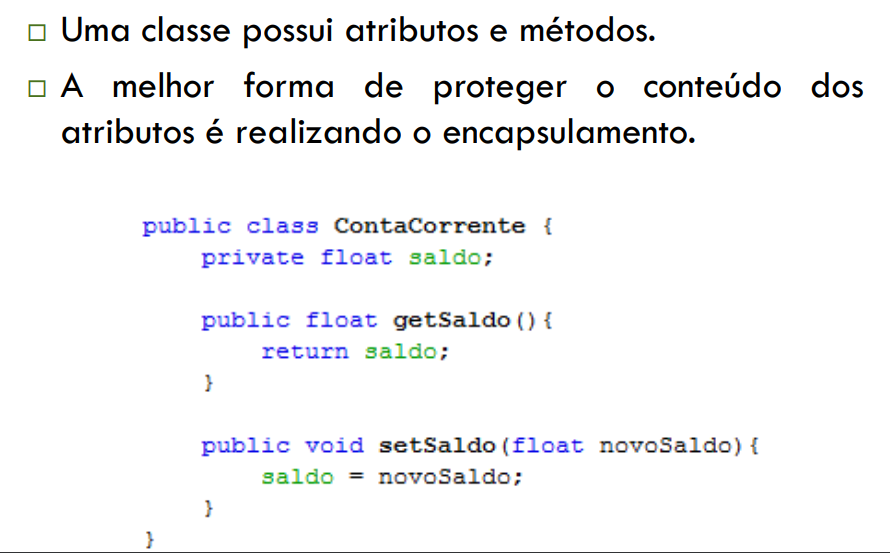 □ Uma classe possui atributos e métodos.
□ A melhor forma de proteger o conteúdo dos
atributos é realizando o encapsulamento.
public class ContaCorrente {
    private float saldo;
    public float getSaldo(){
        return saldo;
    }
    public void setSaldo(float novoSaldo){
        saldo = novoSaldo;
    }
}